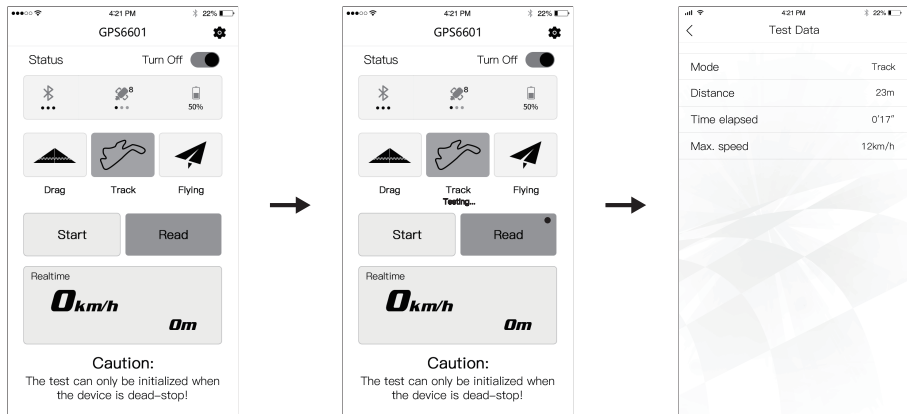 4:21 PM 22%
GPS6601
Status Turn Off
8
50%
Drag Track Flying
Start Read
Realtime
0km/h
0m
Caution:
The test can only be initialized when
the device is dead-stop!
4:21 PM 22%
GPS6601
Status Turn Off
8
50%
Drag Track Flying
Testing...
Start Read
Realtime
0km/h
0m
Caution:
The test can only be initialized when
the device is dead-stop!
4:21 PM 22%
Test Data
Mode Track
Distance 23m
Time elapsed 0'17"
Max. speed 12km/h